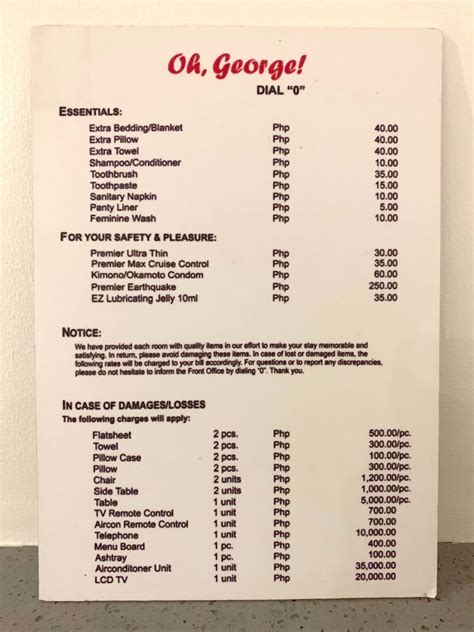 Oh, George!
DIAL "0"
ESSENTIALS:
Extra Bedding/Blanket Php 40.00
Extra Pillow Php 40.00
Extra Towel Php 40.00
Shampoo/Conditioner Php 10.00
Toothbrush Php 35.00
Toothpaste Php 15.00
Sanitary Napkin Php 10.00
Panty Liner Php 5.00
Feminine Wash Php 10.00
FOR YOUR SAFETY & PLEASURE:
Premier Ultra Thin Php 30.00
Premier Max Cruise Control Php 35.00
Kimono/Okamoto Condom Php 60.00
Premier Earthquake Php 250.00
EZ Lubricating Jelly 10ml Php 35.00
NOTICE:
We have provided each room with quality items in our effort to make your stay memorable and
satisfying. In return, please avoid damaging these items. In case of lost or damaged items, the
following rates will be charged to your bill accordingly. For questions or to report any discrepancies,
please do not hesitate to inform the Front Office by dialing "0". Thank you.
IN CASE OF DAMAGES/LOSSES
The following charges will apply:
Flatsheet 2 pcs. Php 500.00/pc.
Towel 2 pcs. Php 300.00/pc.
Pillow Case 2 pcs. Php 100.00/pc.
Pillow 2 pcs. Php 300.00/pc.
Chair 2 units Php 1,200.00/pc.
Side Table 2 units Php 1,000.00/pc.
Table 1 unit Php 5,000.00/pc.
TV Remote Control 1 unit Php 700.00
Aircon Remote Control 1 unit Php 700.00
Telephone 1 unit Php 10,000.00
Menu Board 1 pc. Php 400.00
Ashtray 1 pc. Php 100.00
Airconditoner Unit 1 unit Php 35,000.00
LCD TV 1 unit Php 20,000.00